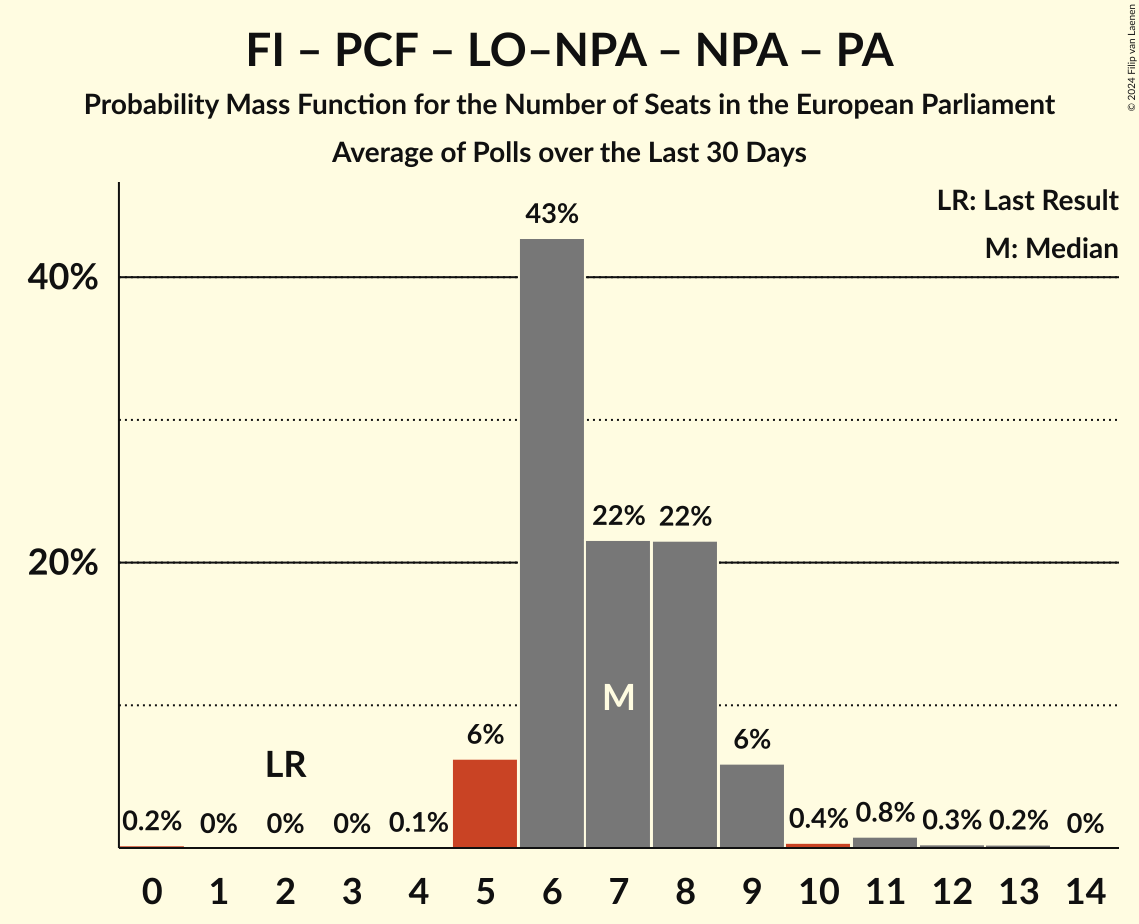 FI – PCF – LO–NPA – NPA – PA
Probability Mass Function for the Number of Seats in the European Parliament
Average of Polls over the Last 30 Days
© 2024 Filip van Laenen
LR: Last Result
M: Median
43%
40%
22% 22%
20%
M
6% 6%
LR
0.2% 0% 0% 0% 0.1% 0.4% 0.8% 0.3% 0.2% 0%
0 1 2 3 4 5 6 7 8 9 10 11 12 13 14